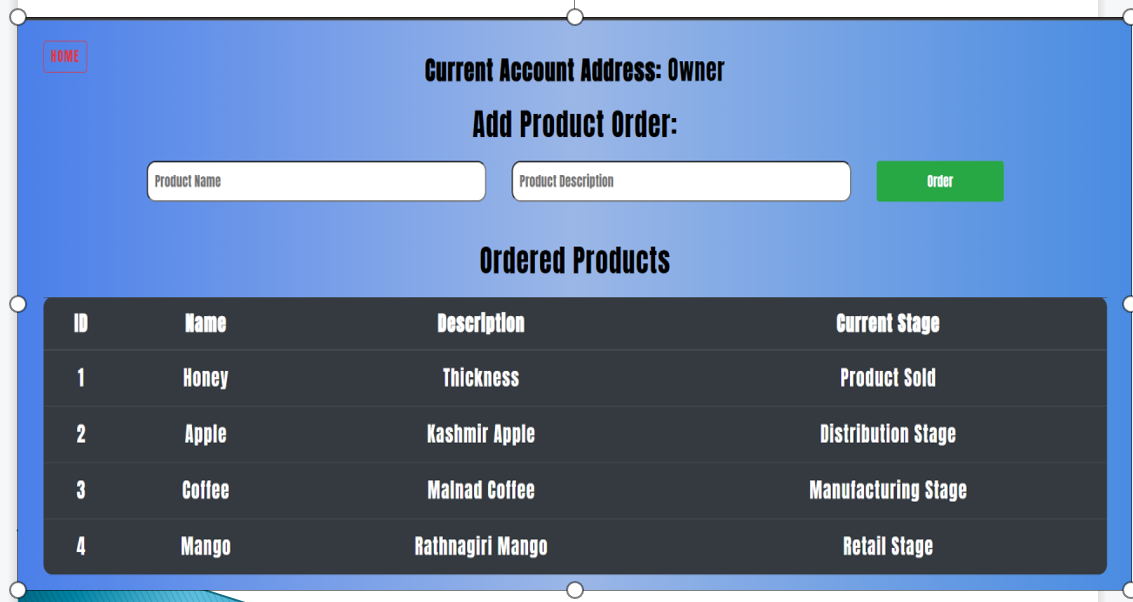 HOME
Current Account Address: Owner
Add Product Order:
Product Name Product Description Order
Ordered Products
ID Name Description Current Stage
1 Honey Thickness Product Sold
2 Apple Kashmir Apple Distribution Stage
3 Coffee Malnad Coffee Manufacturing Stage
4 Mango Rathnagiri Mango Retail Stage